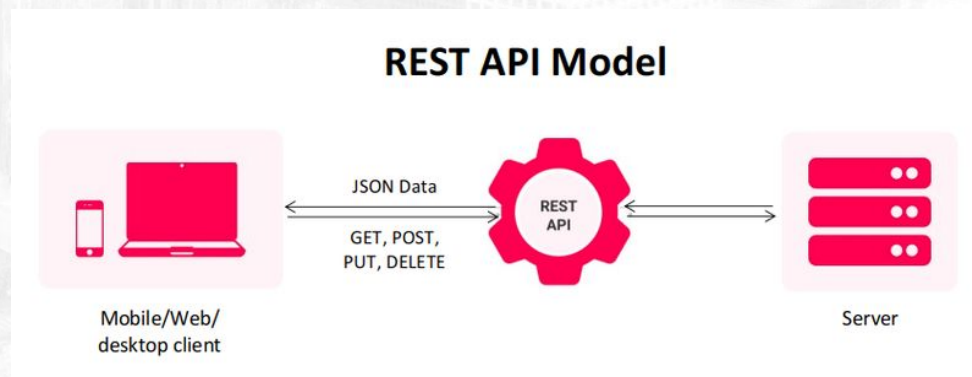 REST API Model
JSON Data
GET, POST,
PUT, DELETE
REST
API
Mobile/Web/
desktop client
Server